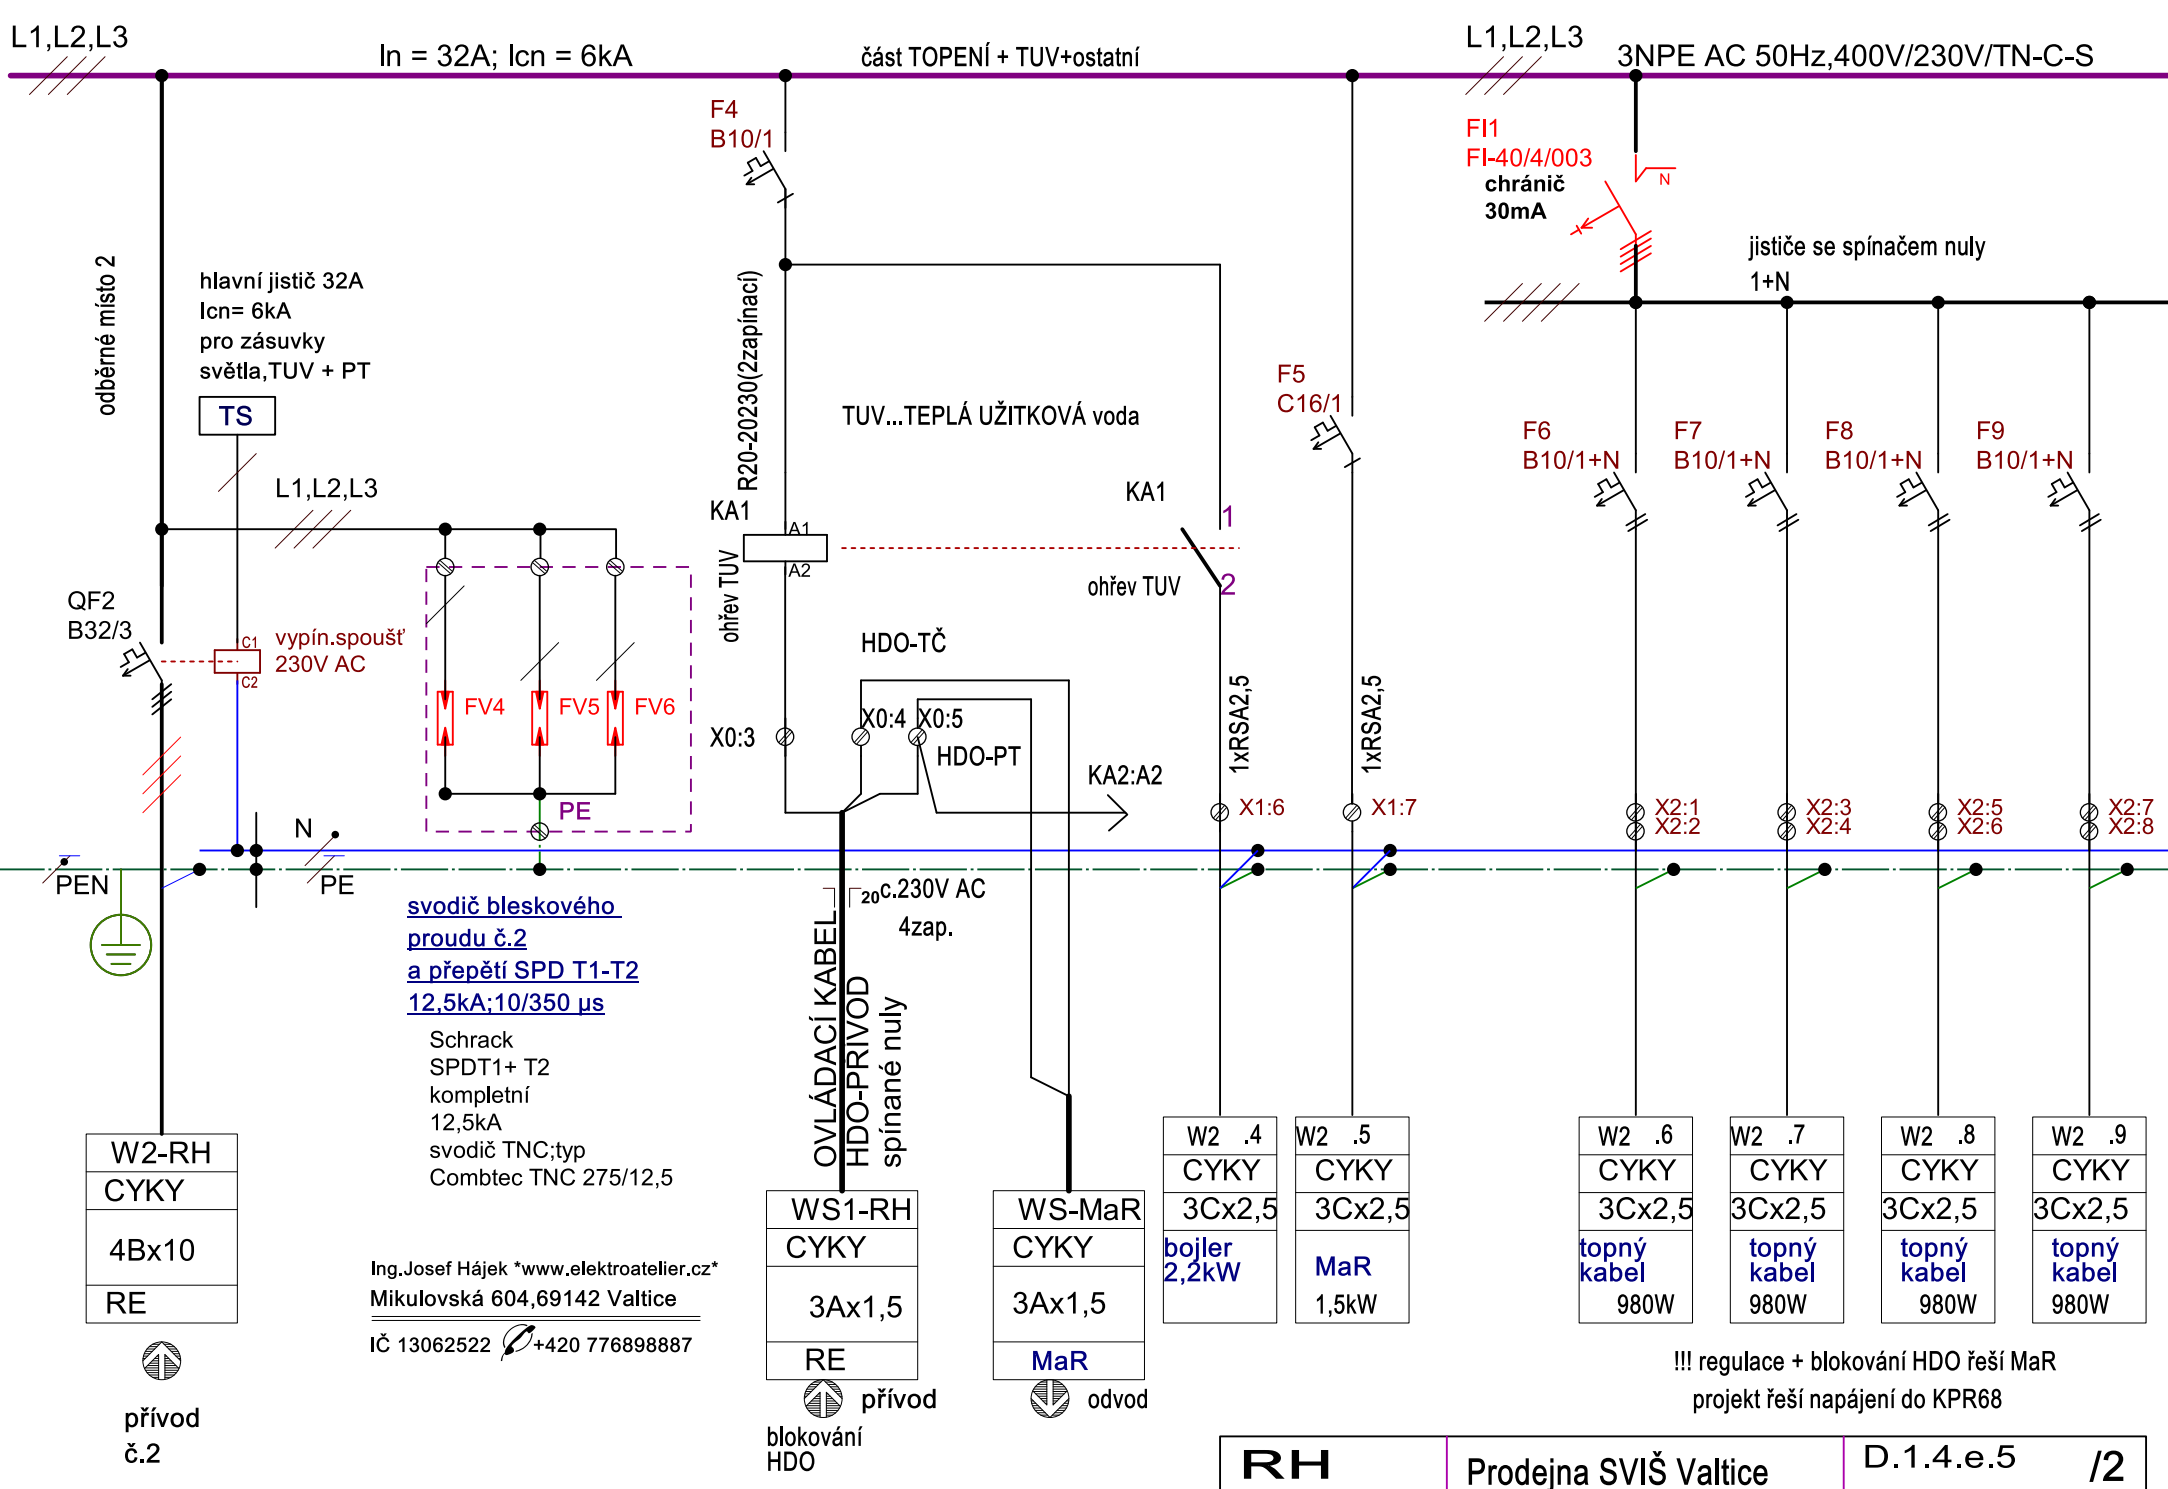 L1,L2,L3
In = 32A; Icn = 6kA
část TOPENÍ + TUV+ostatní
L1,L2,L3
3NPE AC 50Hz,400V/230V/TN-C-S
F4
B10/1
FI1
FI-40/4/003
chránič
30mA
N
jističe se spínačem nuly
1+N
odběrné místo 2
hlavní jistič 32A
Icn= 6kA
pro zásuvky
světla,TUV + PT
TS
L1,L2,L3
R20-20230(2zapínací)
TUV...TEPLÁ UŽITKOVÁ voda
F5
C16/1
F6
B10/1+N
F7
B10/1+N
F8
B10/1+N
F9
B10/1+N
KA1
A1
A2
ohřev TUV
KA1
1
2
ohřev TUV
QF2
B32/3
C1
C2
vypín.spoušť
230V AC
FV4
FV5
FV6
HDO-TČ
X0:3
X0:4
X0:5
HDO-PT
KA2:A2
1xRSA2,5
1xRSA2,5
PE
X1:6
X1:7
X2:1
X2:2
X2:3
X2:4
X2:5
X2:6
X2:7
X2:8
N
PEN
PE
svodič bleskového
proudu č.2
a přepětí SPD T1-T2
12,5kA;10/350 µs
Schrack
SPDT1+ T2
kompletní
12,5kA
svodič TNC;typ
Combtec TNC 275/12,5
20c.230V AC
4zap.
OVLÁDACÍ KABEL
HDO-PRIVOD
spínané nuly
W2-RH
CYKY
4Bx10
RE
přívod
č.2
Ing.Josef Hájek *www.elektroatelier.cz*
Mikulovská 604,69142 Valtice
IČ 13062522 +420 776898887
WS1-RH
CYKY
3Ax1,5
RE
přívod
blokování
HDO
WS-MaR
CYKY
3Ax1,5
MaR
odvod
W2 .4
CYKY
3Cx2,5
bojler
2,2kW
W2 .5
CYKY
3Cx2,5
MaR
1,5kW
W2 .6
CYKY
3Cx2,5
topný
kabel
980W
W2 .7
CYKY
3Cx2,5
topný
kabel
980W
W2 .8
CYKY
3Cx2,5
topný
kabel
980W
W2 .9
CYKY
3Cx2,5
topný
kabel
980W
!!! regulace + blokování HDO řeší MaR
projekt řeší napájení do KPR68
RH
Prodejna SVIŠ Valtice
D.1.4.e.5
/2